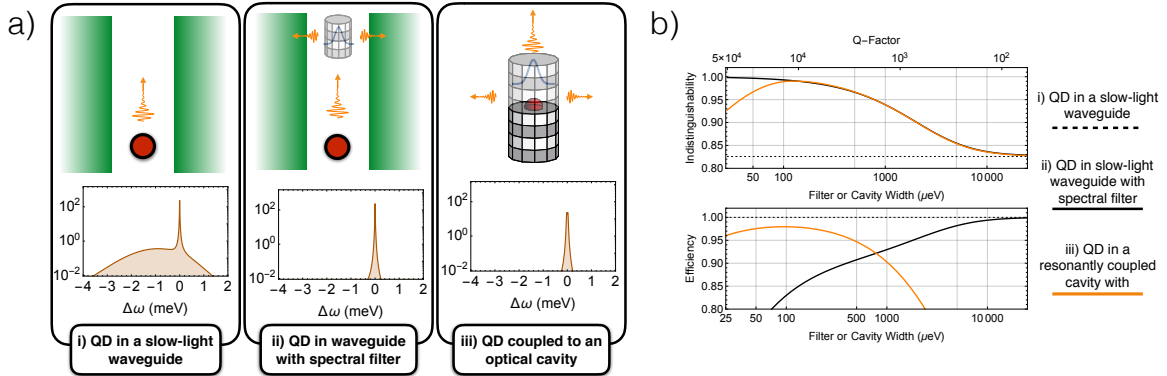 a)
10²
10⁰
10⁻²
−4 −3 −2 −1 0 1 2
Δω (meV)
i) QD in a slow-light
waveguide
10²
10⁰
10⁻²
−4 −3 −2 −1 0 1 2
Δω (meV)
ii) QD in waveguide
with spectral filter
10²
10⁰
10⁻²
−4 −3 −2 −1 0 1 2
Δω (meV)
iii) QD coupled to an
optical cavity
b)
Q-Factor
5×10⁴ 10⁴ 10³ 10²
Indistinguishability
1.00
0.95
0.90
0.85
0.80
50 100 500 1000 10 000
Filter or Cavity Width (μeV)
Efficiency
1.00
0.95
0.90
0.85
0.80
25 50 100 500 1000 10 000
Filter or Cavity Width (μeV)
i) QD in a slow-light
waveguide
ii) QD in slow-light
waveguide with
spectral filter
iii) QD in a
resonantly coupled
cavity with